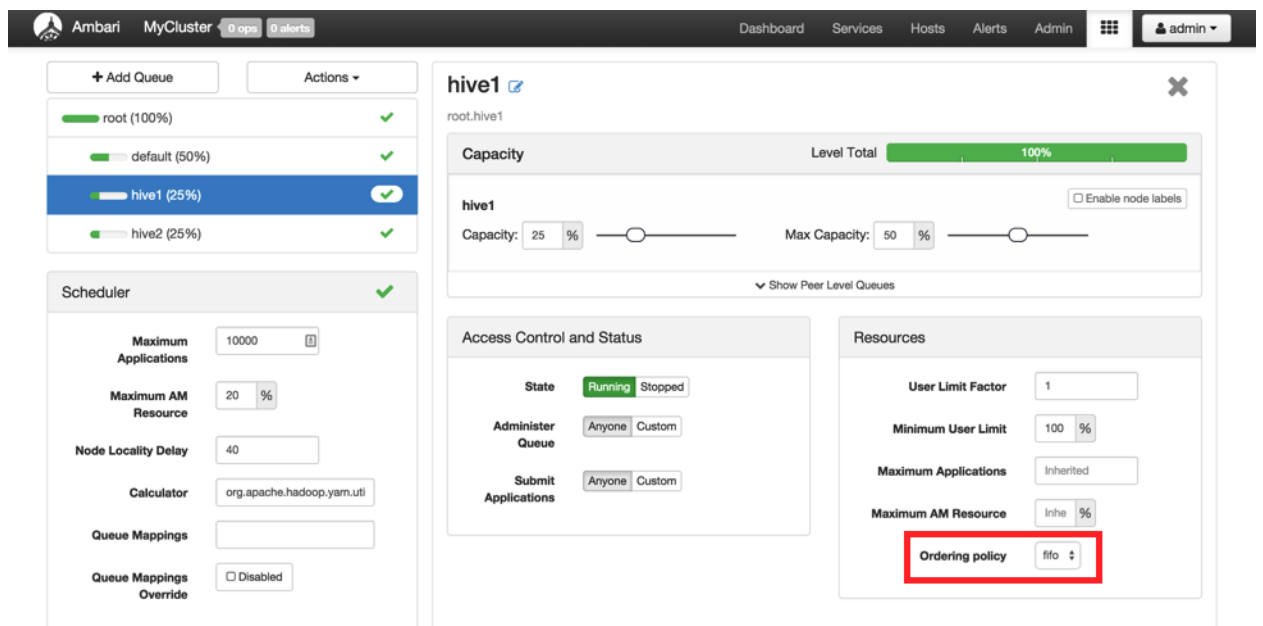 Ambari MyCluster 0 ops 0 alerts Dashboard Services Hosts Alerts Admin admin
+ Add Queue Actions
root (100%)
default (50%)
hive1 (25%)
hive2 (25%)
Scheduler
Maximum Applications 10000
Maximum AM Resource 20 %
Node Locality Delay 40
Calculator org.apache.hadoop.yarn.uti
Queue Mappings
Queue Mappings Override Disabled
hive1
root.hive1
Capacity Level Total 100%
hive1 Enable node labels
Capacity: 25 % Max Capacity: 50 %
Show Peer Level Queues
Access Control and Status
State Running Stopped
Administer Queue Anyone Custom
Submit Applications Anyone Custom
Resources
User Limit Factor 1
Minimum User Limit 100 %
Maximum Applications Inherited
Maximum AM Resource Inhe %
Ordering policy fifo